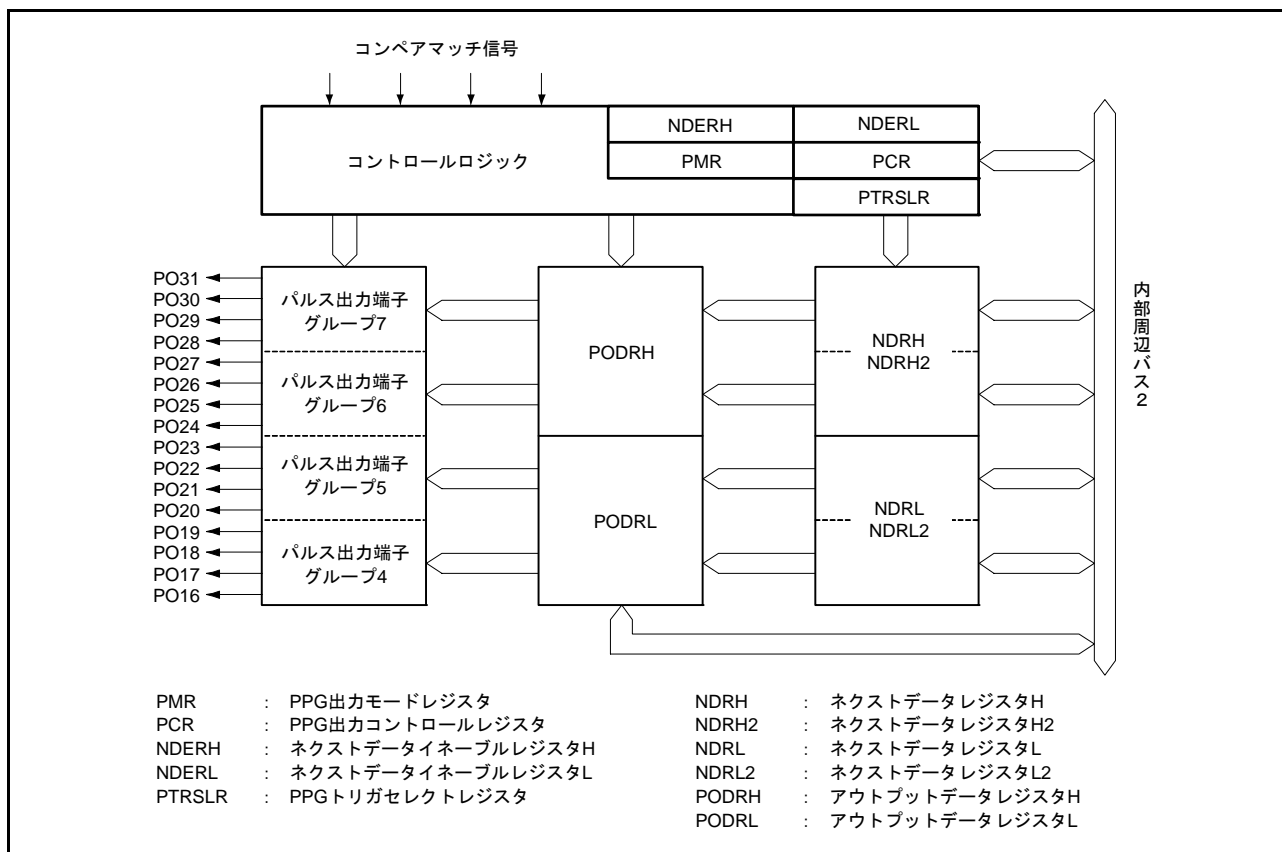 コンペアマッチ信号
NDERH NDERL
コントロールロジック PMR PCR
PTRSLR
PO31
PO30
PO29
PO28
PO27
PO26
PO25
PO24
PO23
PO22
PO21
PO20
PO19
PO18
PO17
PO16
パルス出力端子
グループ7
パルス出力端子
グループ6
パルス出力端子
グループ5
パルス出力端子
グループ4
PODRH
PODRL
NDRH
NDRH2
NDRL
NDRL2
内部周辺バス2
PMR : PPG出力モードレジスタ
PCR : PPG出力コントロールレジスタ
NDERH : ネクストデータイネーブルレジスタH
NDERL : ネクストデータイネーブルレジスタL
PTRSLR : PPGトリガセレクトレジスタ
NDRH : ネクストデータレジスタH
NDRH2 : ネクストデータレジスタH2
NDRL : ネクストデータレジスタL
NDRL2 : ネクストデータレジスタL2
PODRH : アウトプットデータレジスタH
PODRL : アウトプットデータレジスタL